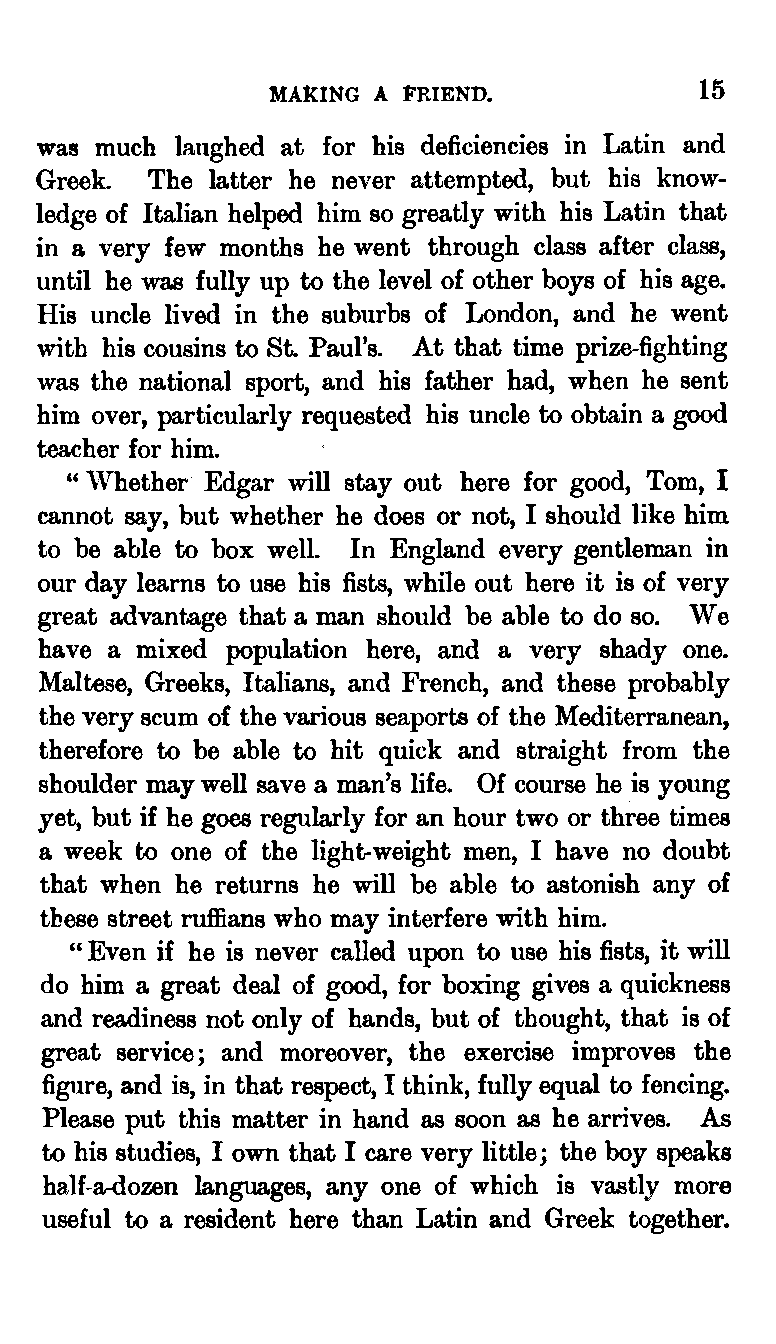 MAKING A FRIEND. 15
was much laughed at for his deficiencies in Latin and
Greek. The latter he never attempted, but his know-
ledge of Italian helped him so greatly with his Latin that
in a very few months he went through class after class,
until he was fully up to the level of other boys of his age.
His uncle lived in the suburbs of London, and he went
with his cousins to St. Paul's. At that time prize-fighting
was the national sport, and his father had, when he sent
him over, particularly requested his uncle to obtain a good
teacher for him.
"Whether Edgar will stay out here for good, Tom, I
cannot say, but whether he does or not, I should like him
to be able to box well. In England every gentleman in
our day learns to use his fists, while out here it is of very
great advantage that a man should be able to do so. We
have a mixed population here, and a very shady one.
Maltese, Greeks, Italians, and French, and these probably
the very scum of the various seaports of the Mediterranean,
therefore to be able to hit quick and straight from the
shoulder may well save a man's life. Of course he is young
yet, but if he goes regularly for an hour two or three times
a week to one of the light-weight men, I have no doubt
that when he returns he will be able to astonish any of
these street ruffians who may interfere with him.
"Even if he is never called upon to use his fists, it will
do him a great deal of good, for boxing gives a quickness
and readiness not only of hands, but of thought, that is of
great service; and moreover, the exercise improves the
figure, and is, in that respect, I think, fully equal to fencing.
Please put this matter in hand as soon as he arrives. As
to his studies, I own that I care very little; the boy speaks
half-a-dozen languages, any one of which is vastly more
useful to a resident here than Latin and Greek together.